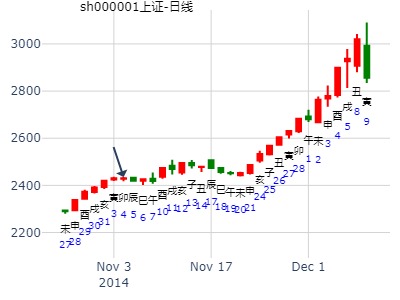 sh000001上证-日线
3000
2800
2600
2400
2200
未 申 酉 戌 亥 寅 卯 辰 巳 午 酉 戌 亥 子 丑 辰 巳 午 未 申 亥 子 丑 寅 卯 午 未 申 酉 戌 丑 寅
27 28 29 30 31 3 4 5 6 7 10 11 12 13 14 17 18 19 20 21 24 25 26 27 28 1 2 3 4 5 8 9
Nov 3 Nov 17 Dec 1
2014